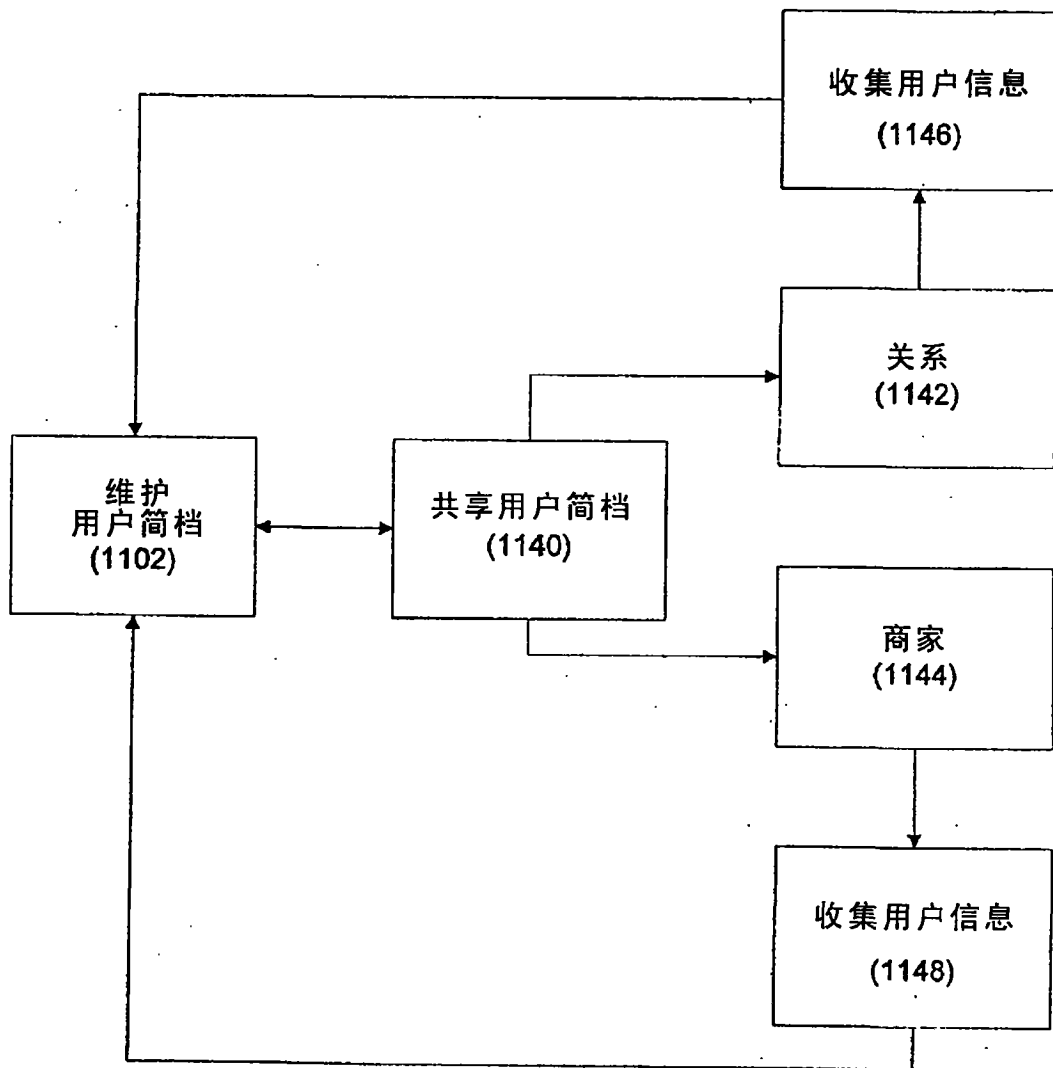 收集用户信息
(1146)
关系
(1142)
维护
用户简档
(1102)
共享用户简档
(1140)
商家
(1144)
收集用户信息
(1148)